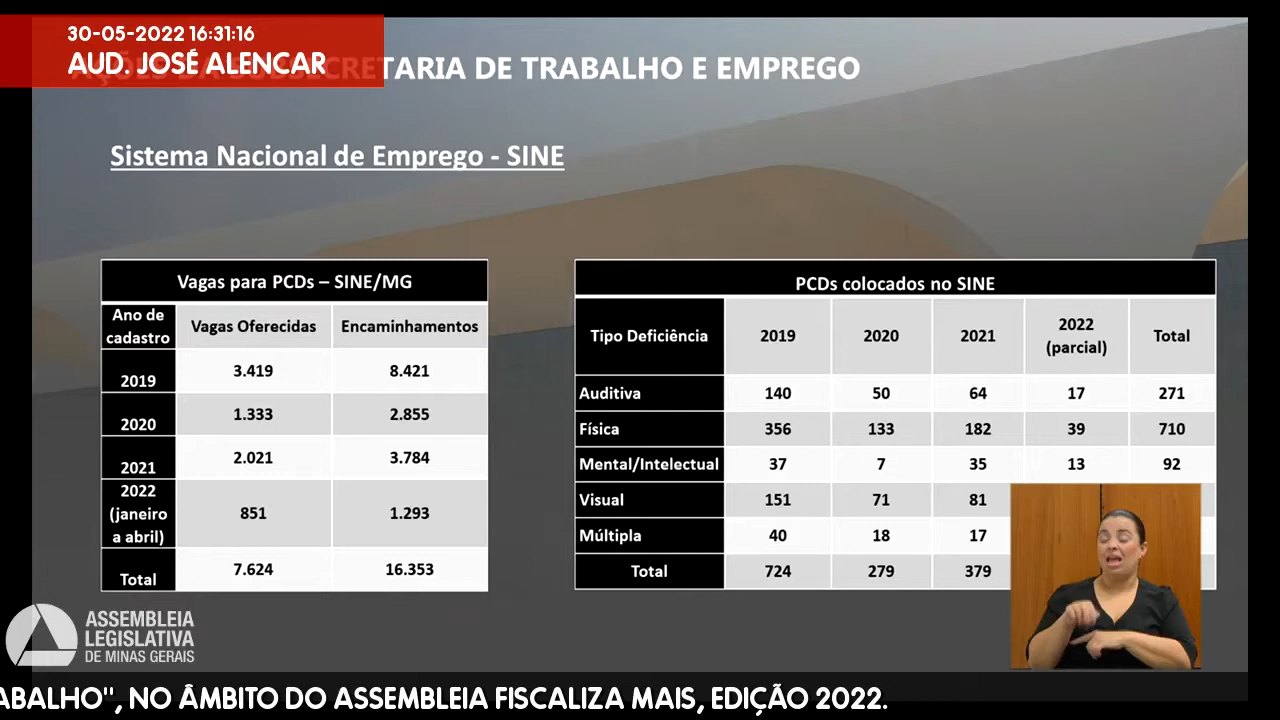 30-05-2022 16:31:16
AUD. JOSÉ ALENCAR
TARIA DE TRABALHO E EMPREGO
Sistema Nacional de Emprego - SINE
Vagas para PCDs – SINE/MG
Ano de cadastro Vagas Oferecidas Encaminhamentos
2019 3.419 8.421
2020 1.333 2.855
2021 2.021 3.784
2022 (janeiro a abril) 851 1.293
Total 7.624 16.353
PCDs colocados no SINE
Tipo Deficiência 2019 2020 2021 2022 (parcial) Total
Auditiva 140 50 64 17 271
Física 356 133 182 39 710
Mental/Intelectual 37 7 35 13 92
Visual 151 71 81
Múltipla 40 18 17
Total 724 279 379
ASSEMBLEIA
LEGISLATIVA
DE MINAS GERAIS
ABALHO", NO ÂMBITO DO ASSEMBLEIA FISCALIZA MAIS, EDIÇÃO 2022.